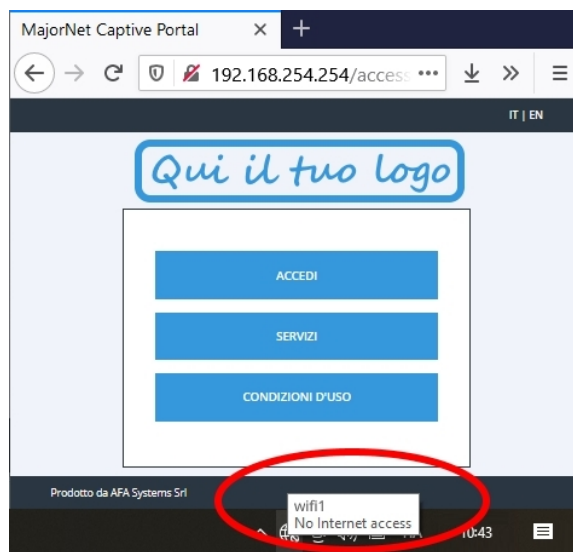 MajorNet Captive Portal
192.168.254.254/acces
IT | EN
Qui il tuo logo
ACCEDI
SERVIZI
CONDIZIONI D'USO
Prodotto da AFA Systems Srl
wifi1
No Internet access
10:43